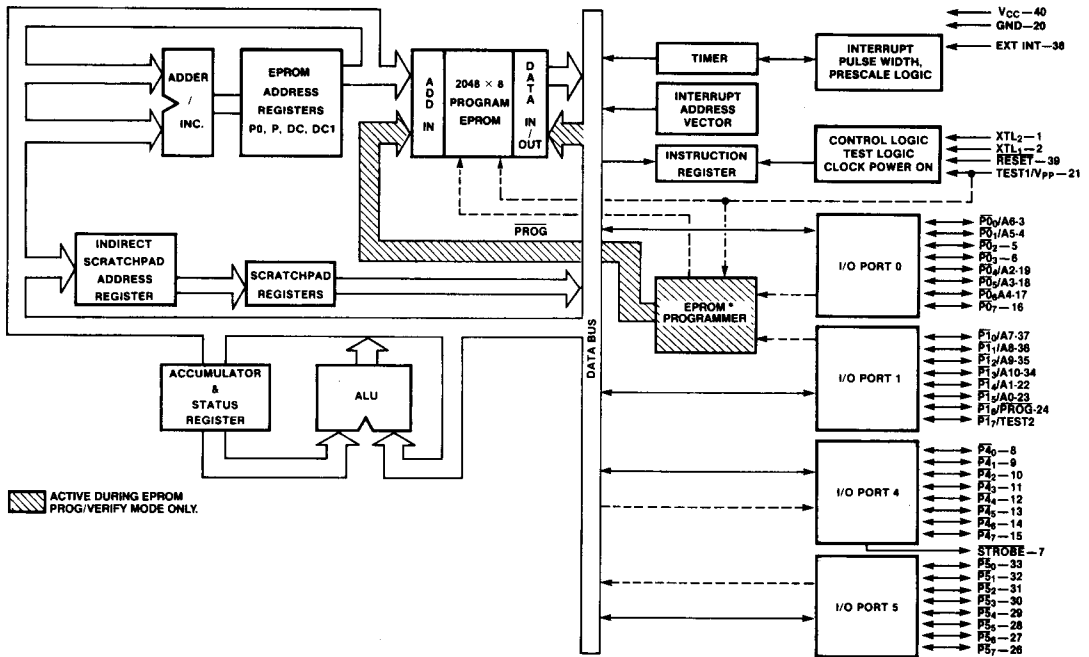 VCC—40
GND—20
EXT INT—38
ADDER
/
INC.
EPROM
ADDRESS
REGISTERS
P0, P, DC, DC1
ADD IN
2048 × 8
PROGRAM
EPROM
DATA IN/OUT
TIMER
INTERRUPT
PULSE WIDTH,
PRESCALE LOGIC
INTERRUPT
ADDRESS
VECTOR
INSTRUCTION
REGISTER
CONTROL LOGIC
TEST LOGIC
CLOCK POWER ON
XTL2—1
XTL1—2
RESET—39
TEST1/VPP—21
PROG
INDIRECT
SCRATCHPAD
ADDRESS
REGISTER
SCRATCHPAD
REGISTERS
DATA BUS
EPROM *
PROGRAMMER
I/O PORT 0
P00/A6-3
P01/A5-4
P02—5
P03—6
P04/A2-19
P05/A3-18
P06A4-17
P07—16
I/O PORT 1
P10/A7-37
P11/A8-36
P12/A9-35
P13/A10-34
P14/A1-22
P15/A0-23
P16/PROG-24
P17/TEST2
ACCUMULATOR
&
STATUS
REGISTER
ALU
I/O PORT 4
P40—8
P41—9
P42—10
P43—11
P44—12
P45—13
P46—14
P47—15
STROBE—7
ACTIVE DURING EPROM
PROG/VERIFY MODE ONLY.
I/O PORT 5
P50—33
P51—32
P52—31
P53—30
P54—29
P55—28
P56—27
P57—26